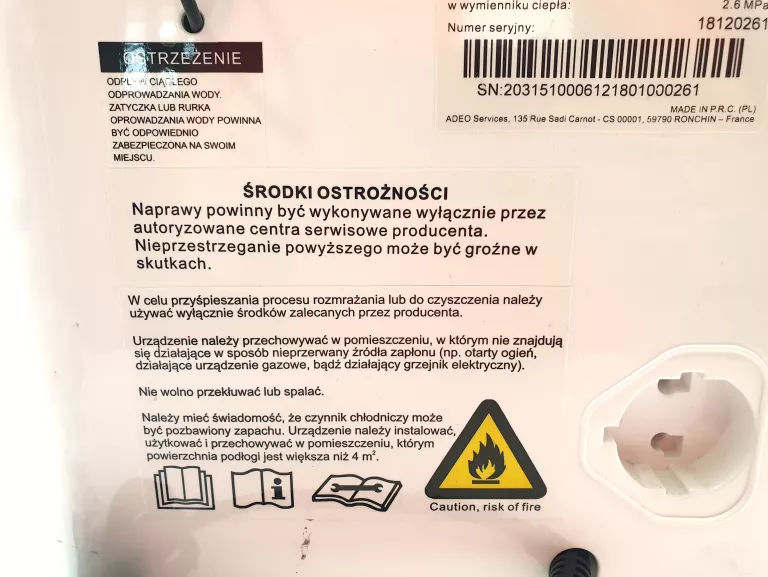 w wymienniku ciepła: 2.6 MPa
Numer seryjny: 18120261
SN:2031510006121801000261
MADE IN P.R.C. (PL)
ADEO Services, 135 Rue Sadi Carnot - CS 00001, 59790 RONCHIN – France
OSTRZEŻENIE
ODPŁYW CIĄGŁEGO
ODPROWADZANIA WODY.
ZATYCZKA LUB RURKA
OPROWADZANIA WODY POWINNA
BYĆ ODPOWIEDNIO
ZABEZPIECZONA NA SWOIM
MIEJSCU.
ŚRODKI OSTROŻNOŚCI
Naprawy powinny być wykonywane wyłącznie przez
autoryzowane centra serwisowe producenta.
Nieprzestrzeganie powyższego może być groźne w
skutkach.
W celu przyśpieszania procesu rozmrażania lub do czyszczenia należy
używać wyłącznie środków zalecanych przez producenta.
Urządzenie należy przechowywać w pomieszczeniu, w którym nie znajdują
się działające w sposób nieprzerwany źródła zapłonu (np. otarty ogień,
działające urządzenie gazowe, bądź działający grzejnik elektryczny).
Nie wolno przekłuwać lub spalać.
Należy mieć świadomość, że czynnik chłodniczy może
być pozbawiony zapachu. Urządzenie należy instalować,
użytkować i przechowywać w pomieszczeniu, którym
powierzchnia podłogi jest większa niż 4 m².
Caution, risk of fire